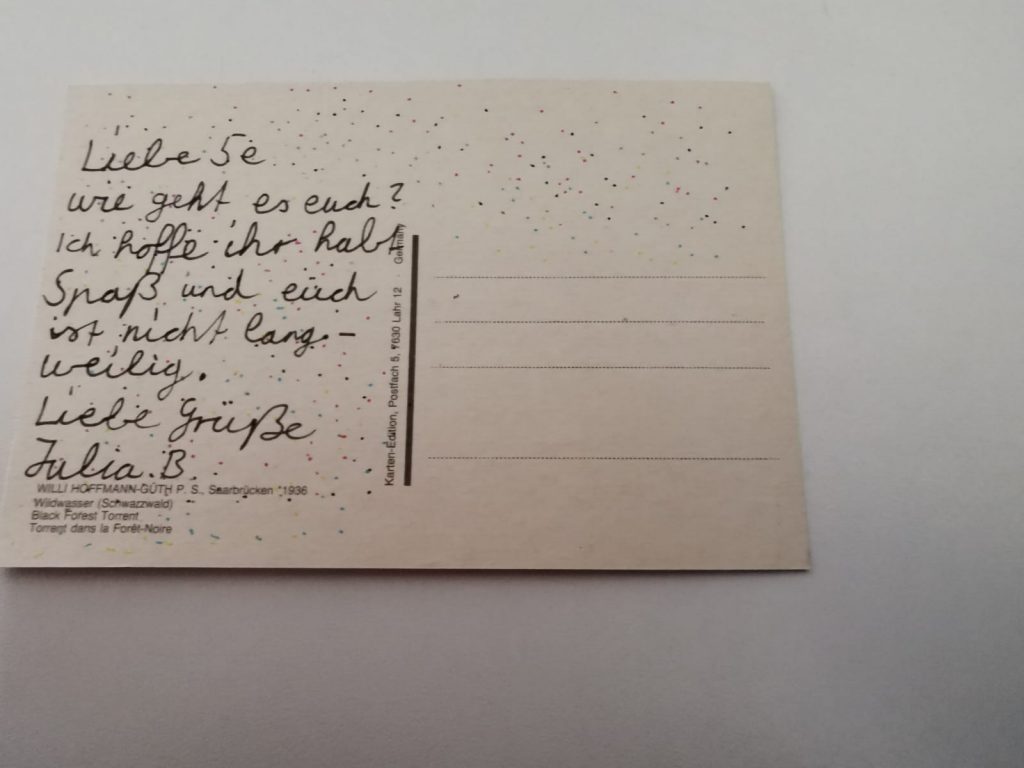 Liebe 5e
wie geht es euch?
Ich hoffe ihr habt
Spaß und euch
ist nicht lang-
weilig.
Liebe Grüße
Julia B.
WILLI HOFFMANN-GUTH P. S., Saarbrücken *1936
Wildwasser (Schwarzwald)
Black Forest Torrent
Torrent dans la Forêt-Noire
Karten-Edition, Postfach 5, 7630 Lahr 12 Germany